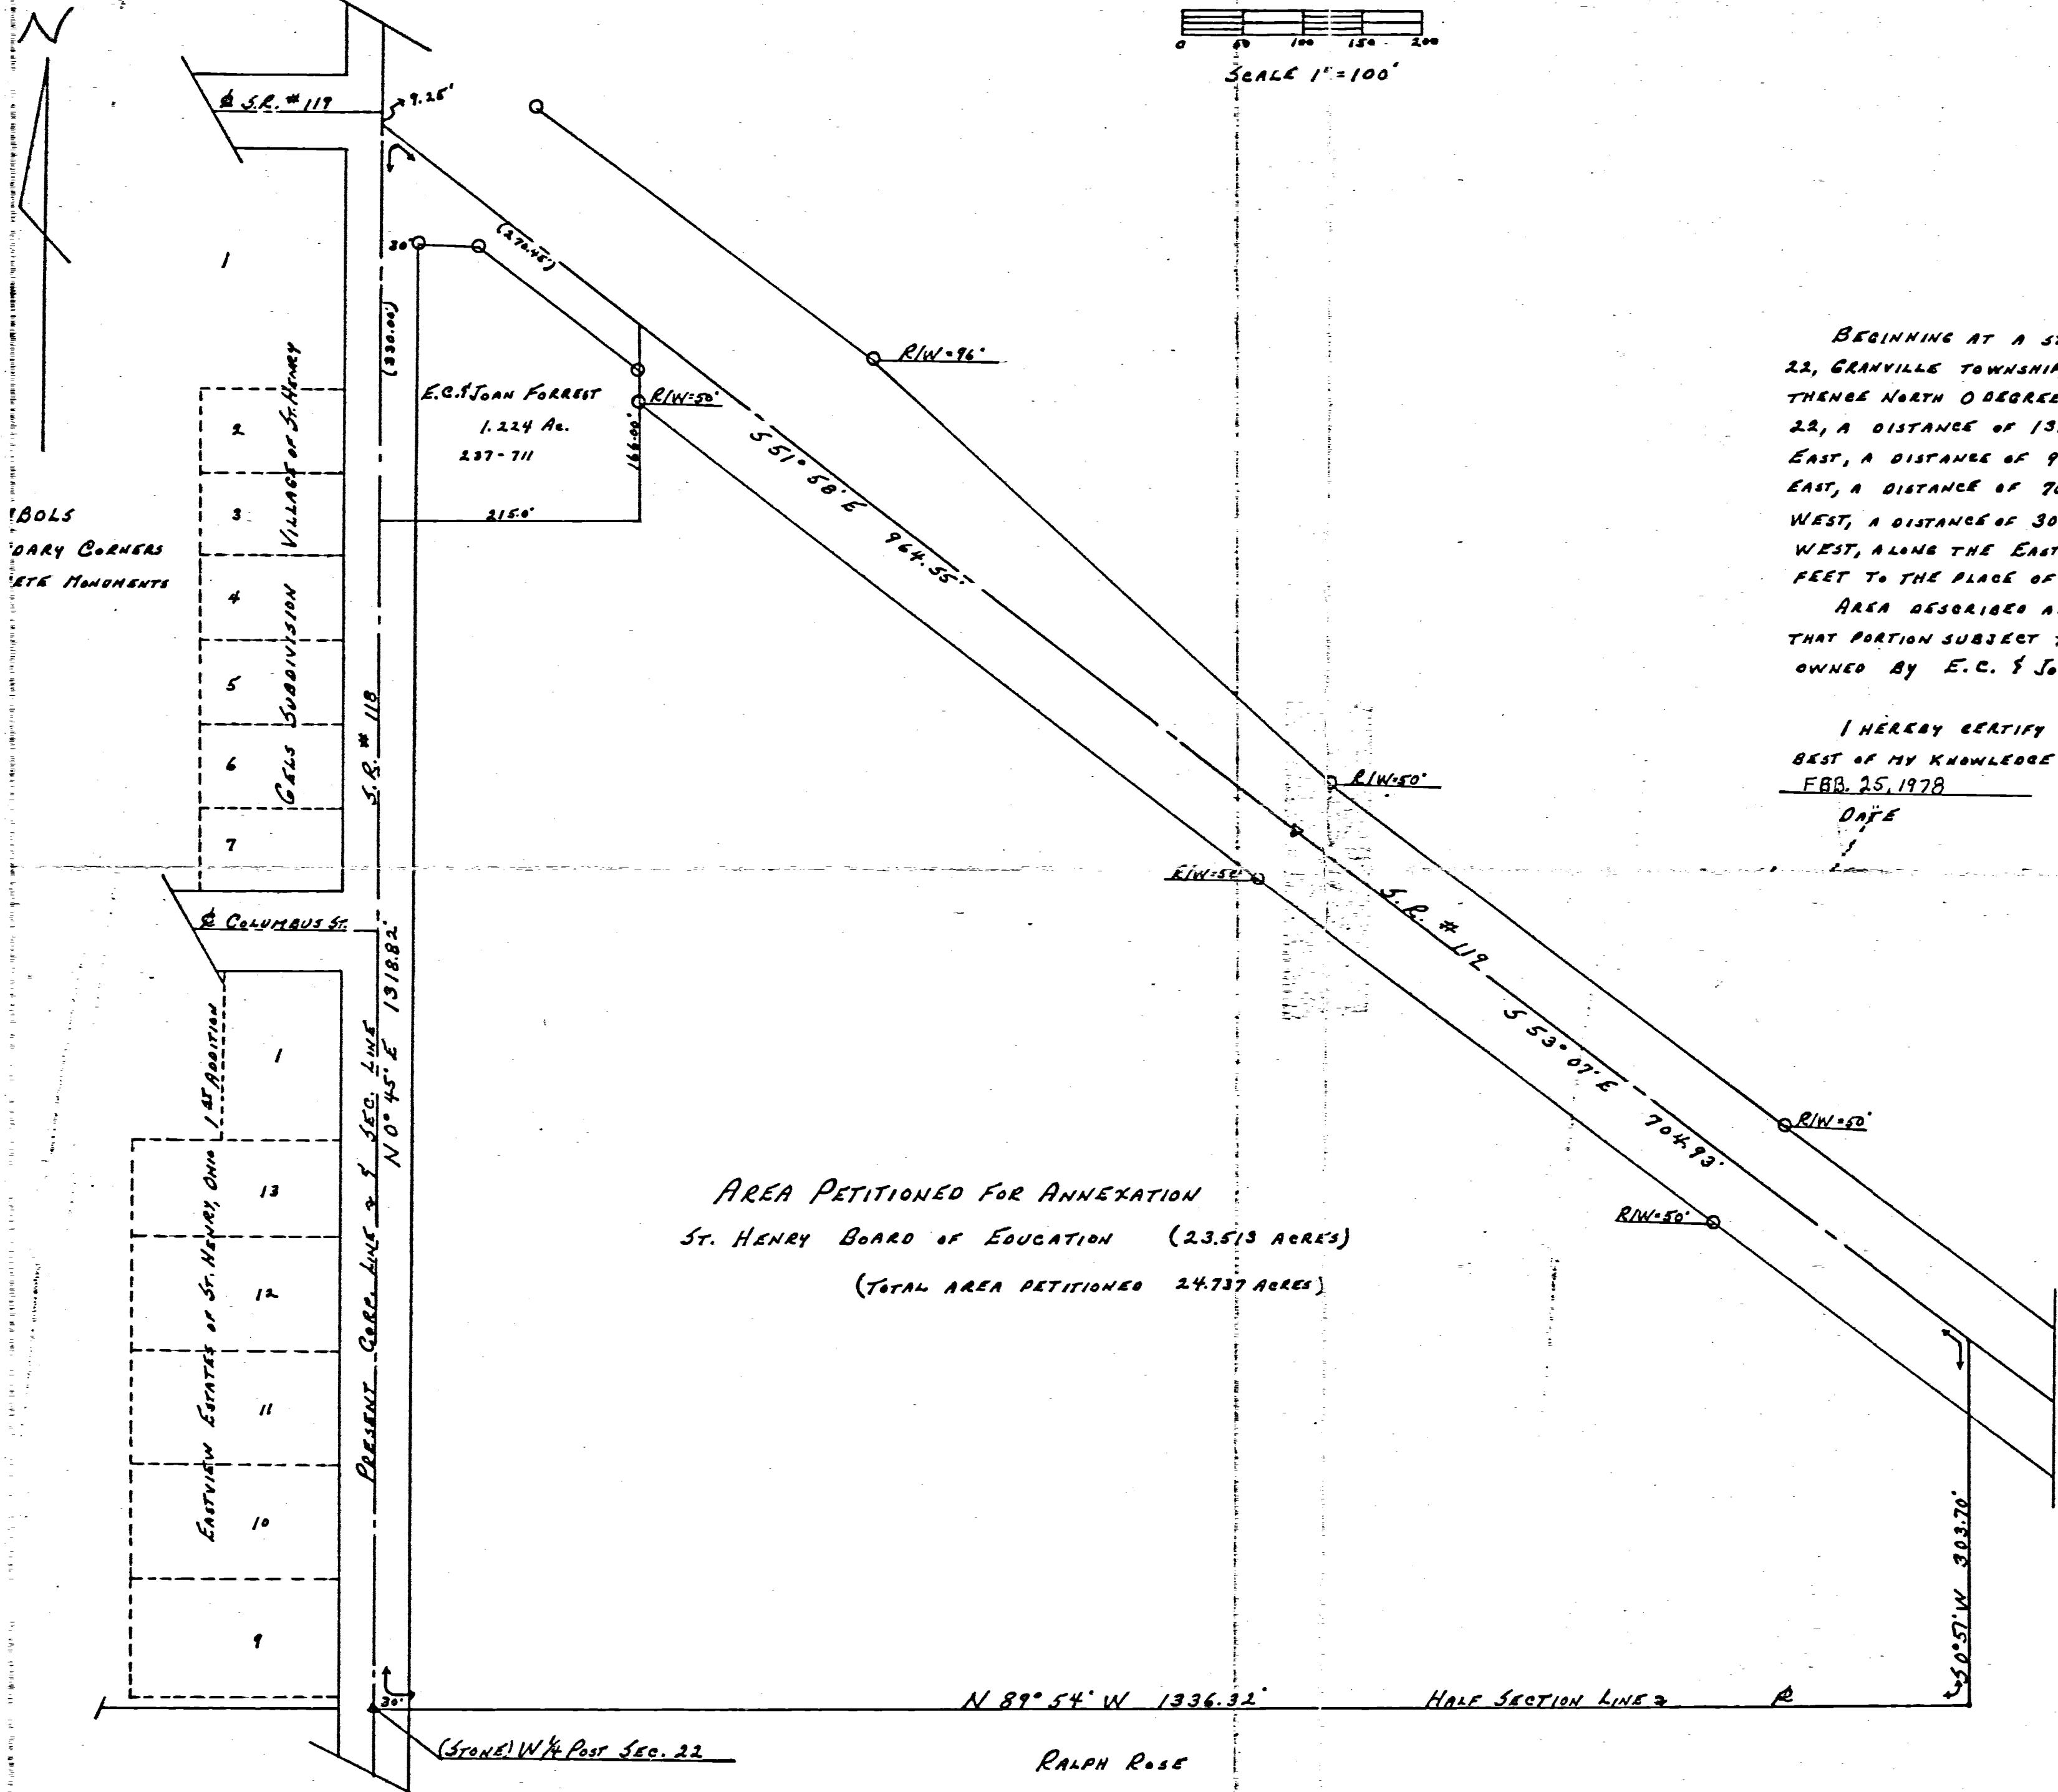 N
0 50 100 150 200
SCALE 1"=100'
℄ S.R. #119
9.25'
30'
(270.45')
(330.00')
1
2
3
4
5
6
7
GELS SUBDIVISION VILLAGE OF ST. HENRY
E.C. & JOAN FORREST
1.224 Ac.
237-711
R/W=50'
166.00'
215.0'
R/W=96'
S 51° 58' E 964.55'
S.R. # 118
BOLS
DARY CORNERS
ETE MONUMENTS
BEGINNING AT A S
22, GRANVILLE TOWNSHIP
THENCE NORTH 0 DEGREE
22, A DISTANCE OF 13
EAST, A DISTANCE OF 9
EAST, A DISTANCE OF 70
WEST, A DISTANCE OF 30
WEST, ALONG THE EAST
FEET TO THE PLACE OF
AREA DESCRIBED A
THAT PORTION SUBJECT
OWNED BY E.C. & JO
I HEREBY CERTIFY
BEST OF MY KNOWLEDGE
FEB. 25, 1978
DATE
R/W=50'
R/W=50'
℄ COLUMBUS ST.
S.R. # 119
S 53° 07' E 704.93'
R/W=50'
R/W=50'
EASTVIEW ESTATES OF ST. HENRY, OHIO 1ST ADDITION
1
13
12
11
10
9
PRESENT CORP. LINE & SEC. LINE
N 0° 45' E 1318.82'
AREA PETITIONED FOR ANNEXATION
ST. HENRY BOARD OF EDUCATION (23.513 ACRES)
(TOTAL AREA PETITIONED 24.737 ACRES)
S 0° 57' W 303.70'
30'
N 89° 54' W 1336.32' HALF SECTION LINE &
(STONE) W ¼ POST SEC. 22
RALPH ROSE